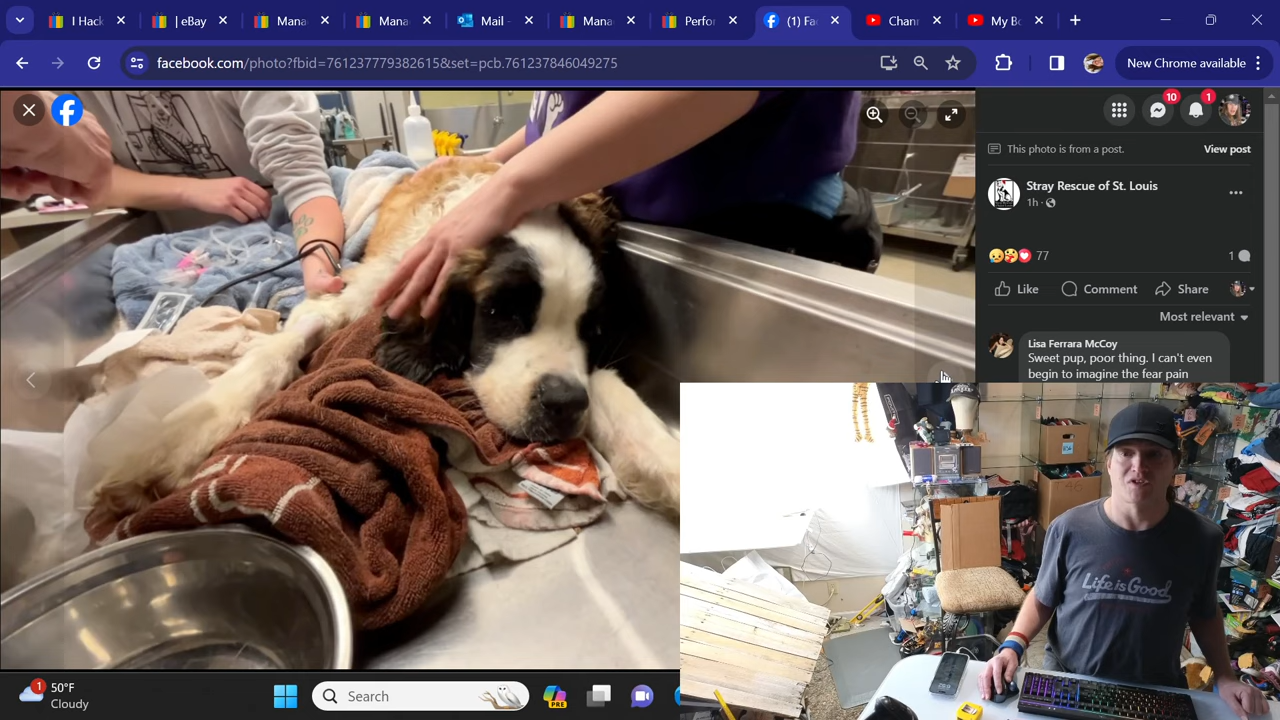 I Hack
| eBay
Mana
Mana
Mail -
Mana
Perfor
(1) Fa
Chan
My B
facebook.com/photo?fbid=761237779382615&set=pcb.761237846049275
New Chrome available
10
1
This photo is from a post.
View post
Stray Rescue of St. Louis
1h
77
1
Like
Comment
Share
Most relevant
Lisa Ferrara McCoy
Sweet pup, poor thing. I can't even
begin to imagine the fear pain
Life is Good
1
50°F
Cloudy
Search
PRE